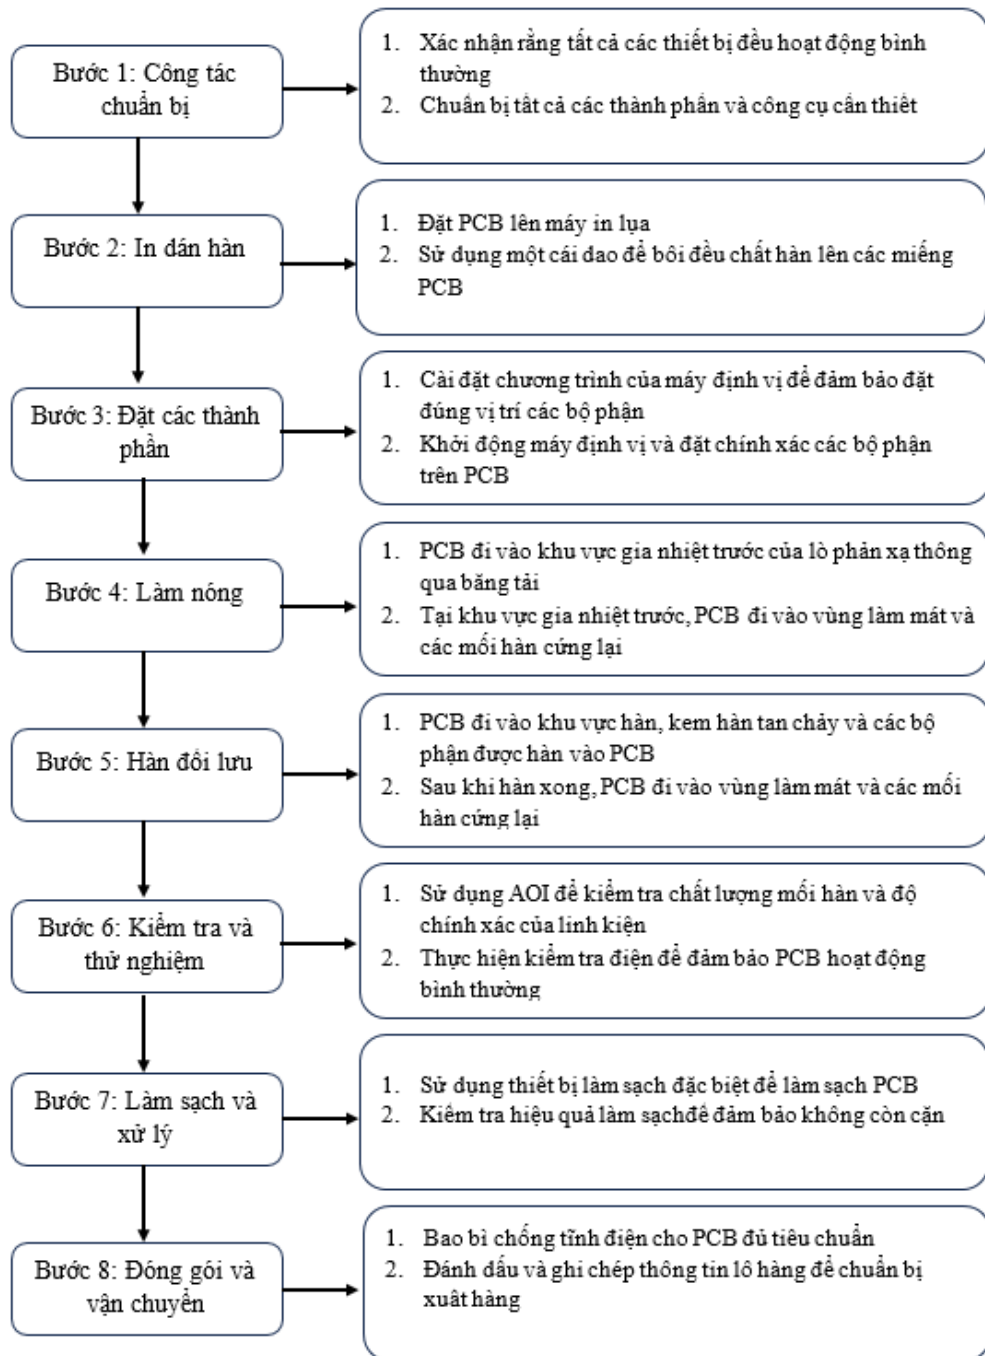 Bước 1: Công tác
chuẩn bị
1. Xác nhận rằng tất cả các thiết bị đều hoạt động bình
thường
2. Chuẩn bị tất cả các thành phần và công cụ cần thiết
Bước 2: In dán hàn
1. Đặt PCB lên máy in lụa
2. Sử dụng một cái dao để bôi đều chất hàn lên các miếng
PCB
Bước 3: Đặt các thành
phần
1. Cài đặt chương trình của máy định vị để đảm bảo đặt
đúng vị trí các bộ phận
2. Khởi động máy định vị và đặt chính xác các bộ phận
trên PCB
Bước 4: Làm nóng
1. PCB đi vào khu vực gia nhiệt trước của lò phản xạ thông
qua băng tải
2. Tại khu vực gia nhiệt trước, PCB đi vào vùng làm mát và
các mối hàn cứng lại
Bước 5: Hàn đối lưu
1. PCB đi vào khu vực hàn, kem hàn tan chảy và các bộ
phận được hàn vào PCB
2. Sau khi hàn xong, PCB đi vào vùng làm mát và các mối
hàn cứng lại
Bước 6: Kiểm tra và
thử nghiệm
1. Sử dụng AOI để kiểm tra chất lượng mối hàn và độ
chính xác của linh kiện
2. Thực hiện kiểm tra điện để đảm bảo PCB hoạt động
bình thường
Bước 7: Làm sạch và
xử lý
1. Sử dụng thiết bị làm sạch đặc biệt để làm sạch PCB
2. Kiểm tra hiệu quả làm sạchđể đảm bảo không còn cặn
Bước 8: Đóng gói và
vận chuyển
1. Bao bì chống tĩnh điện cho PCB đủ tiêu chuẩn
2. Đánh dấu và ghi chép thông tin lô hàng để chuẩn bị
xuất hàng